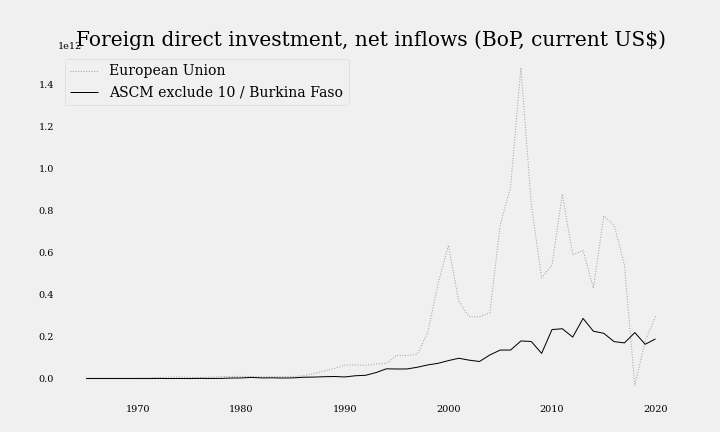 Foreign direct investment, net inflows (BoP, current US$)
1e12
European Union
ASCM exclude 10 / Burkina Faso
1.4
1.2
1.0
0.8
0.6
0.4
0.2
0.0
1970 1980 1990 2000 2010 2020